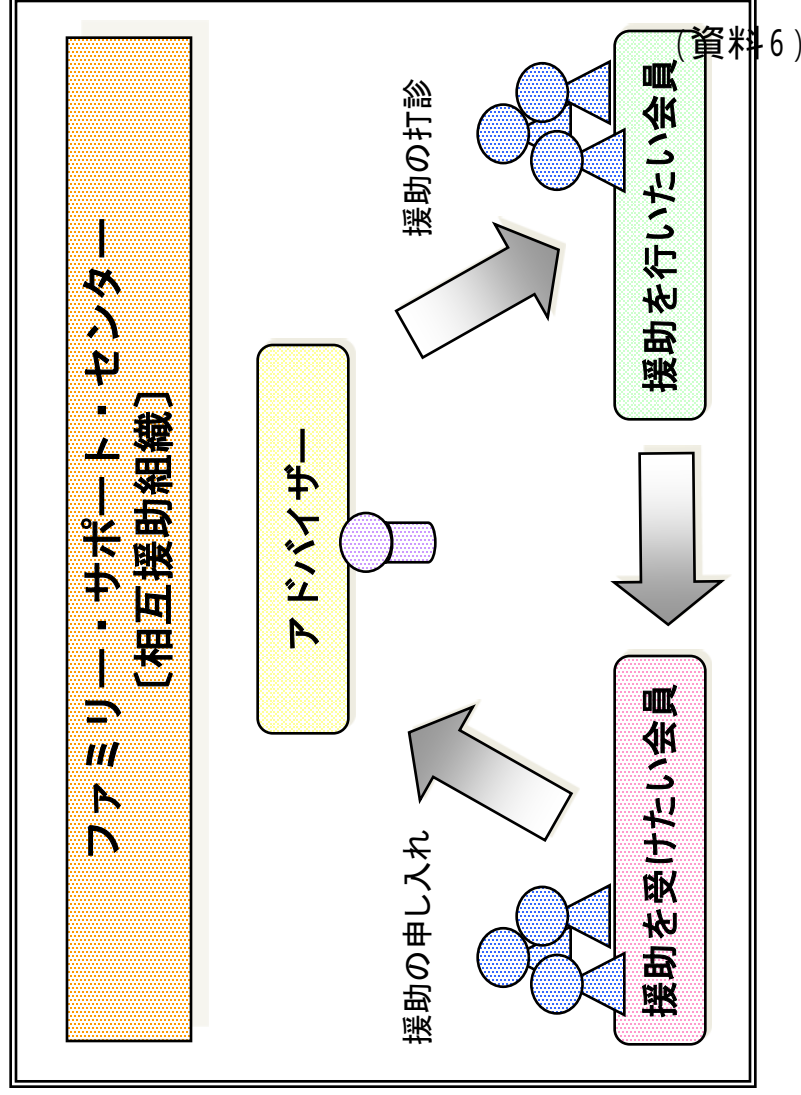 （資料6）
ファミリー・サポート・センター
〔相互援助組織〕
アドバイザー
援助の申し入れ
援助の打診
援助を受けたい会員
援助を行いたい会員